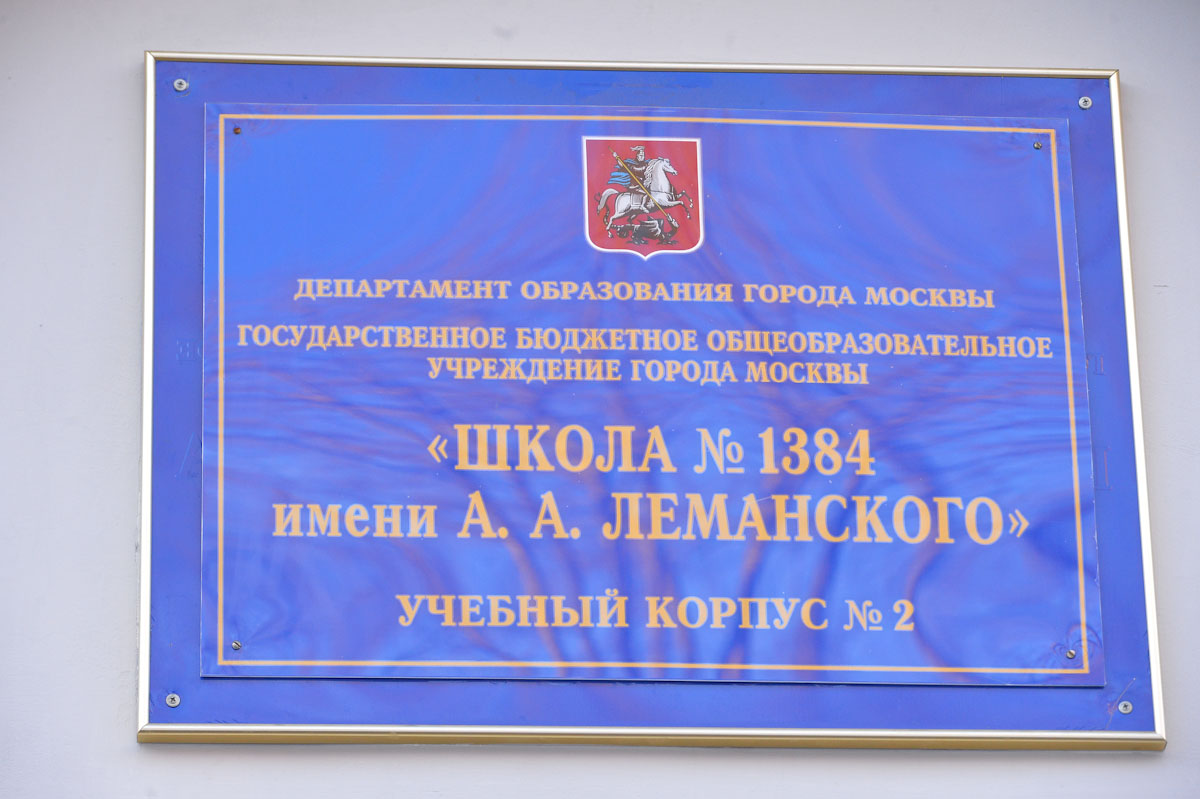 ДЕПАРТАМЕНТ ОБРАЗОВАНИЯ ГОРОДА МОСКВЫ
ГОСУДАРСТВЕННОЕ БЮДЖЕТНОЕ ОБЩЕОБРАЗОВАТЕЛЬНОЕ
УЧРЕЖДЕНИЕ ГОРОДА МОСКВЫ
«ШКОЛА № 1384
имени А. А. ЛЕМАНСКОГО»
УЧЕБНЫЙ КОРПУС № 2